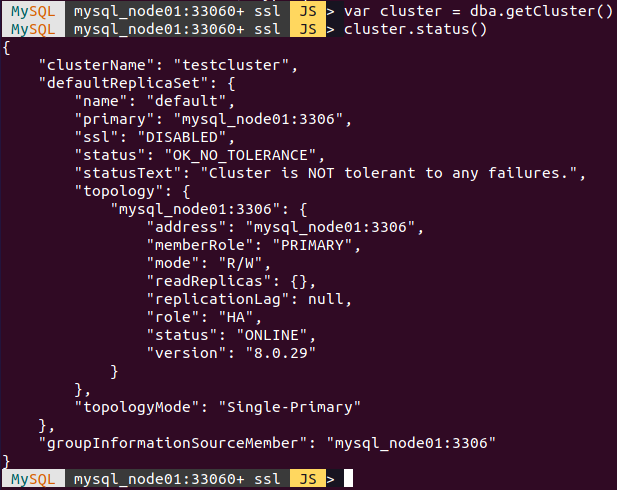 MySQL mysql_node01:33060+ ssl JS > var cluster = dba.getCluster()
MySQL mysql_node01:33060+ ssl JS > cluster.status()
{
    "clusterName": "testcluster",
    "defaultReplicaSet": {
        "name": "default",
        "primary": "mysql_node01:3306",
        "ssl": "DISABLED",
        "status": "OK_NO_TOLERANCE",
        "statusText": "Cluster is NOT tolerant to any failures.",
        "topology": {
            "mysql_node01:3306": {
                "address": "mysql_node01:3306",
                "memberRole": "PRIMARY",
                "mode": "R/W",
                "readReplicas": {},
                "replicationLag": null,
                "role": "HA",
                "status": "ONLINE",
                "version": "8.0.29"
            }
        },
        "topologyMode": "Single-Primary"
    },
    "groupInformationSourceMember": "mysql_node01:3306"
}
MySQL mysql_node01:33060+ ssl JS >